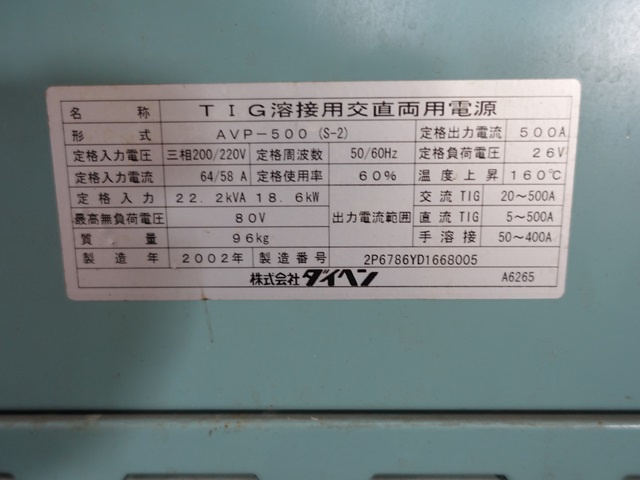 名称 TIG溶接用交直両用電源
形式 AVP-500 (S-2) 定格出力電流 500A
定格入力電圧 三相200/220V 定格周波数 50/60Hz 定格負荷電圧 26V
定格入力電流 64/58 A 定格使用率 60% 温度上昇 160℃
定格入力 22.2kVA 18.6kW 出力電流範囲 交流TIG 20~500A
最高無負荷電圧 80V 直流TIG 5~500A
質量 96kg 手溶接 50~400A
製造年 2002年 製造番号 2P6786YD1668005
株式会社ダイヘン A6265